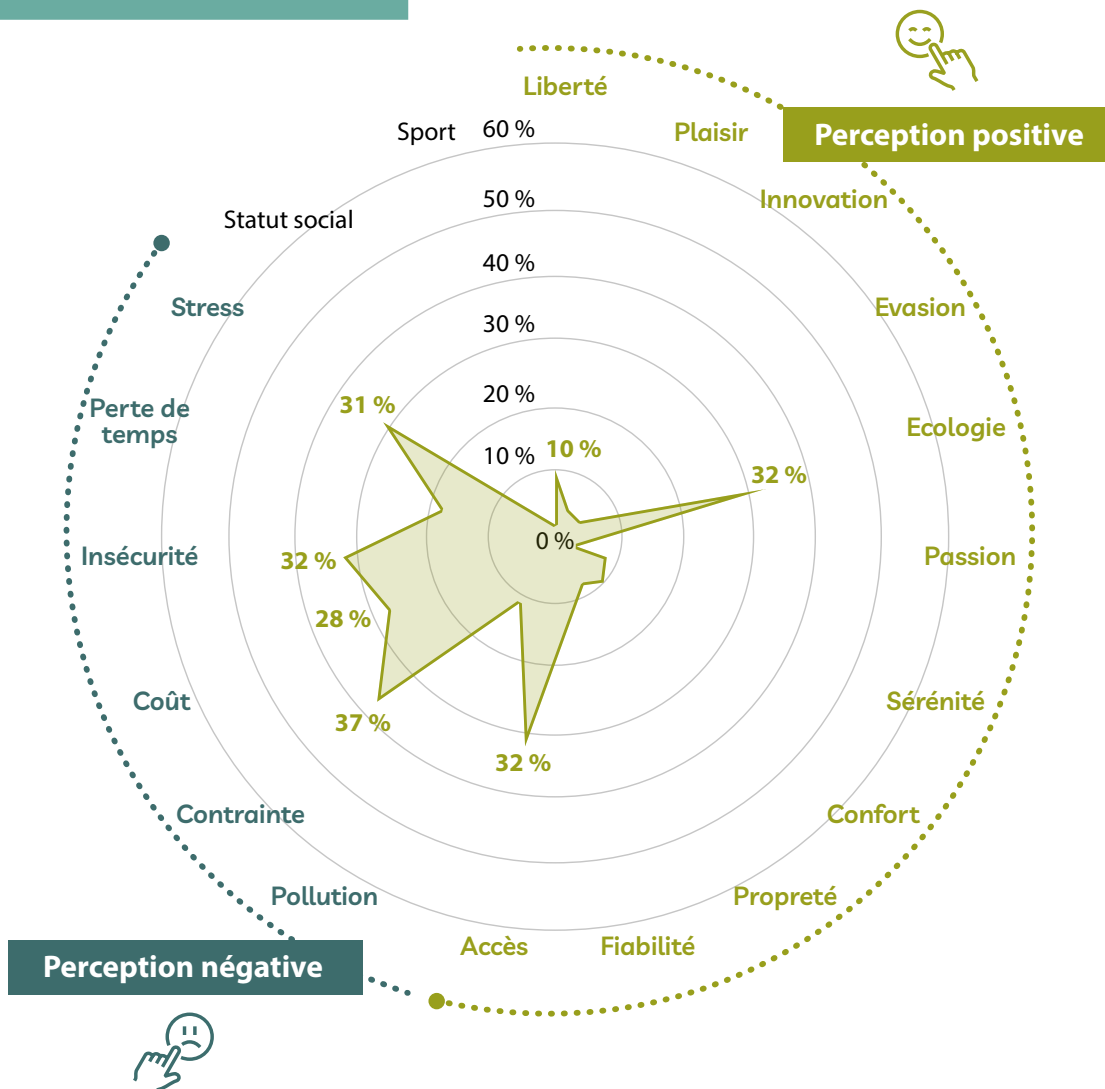 Liberté
Plaisir
Perception positive
Innovation
Evasion
Ecologie
Passion
Sérénité
Confort
Propreté
Fiabilité
Accès
Pollution
Perception négative
Contrainte
Coût
Insécurité
Perte de
temps
Stress
Statut social
Sport
60 %
50 %
40 %
30 %
20 %
10 %
0 %
10 %
32 %
32 %
37 %
28 %
32 %
31 %